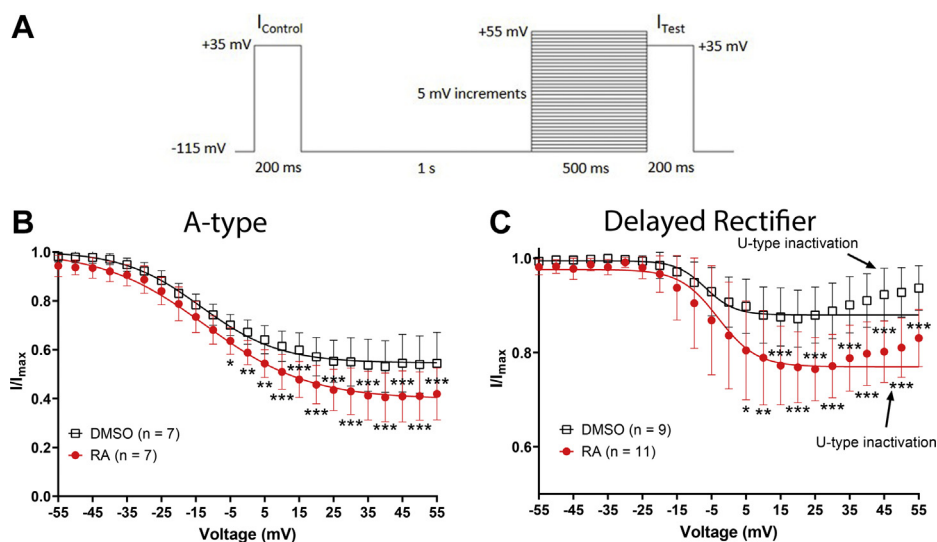 A
I Control
I Test
+35 mV
+55 mV
+35 mV
5 mV increments
-115 mV
200 ms
1 s
500 ms
200 ms
B
A-type
I/Imax
1.0
0.8
0.6
0.4
0.2
0.0
*
**
**
***
***
***
***
***
***
***
***
DMSO (n = 7)
RA (n = 7)
-55
-45
-35
-25
-15
-5
5
15
25
35
45
55
Voltage (mV)
C
Delayed Rectifier
U-type inactivation
I/Imax
1.0
0.8
0.6
*
**
***
***
***
***
***
***
***
***
***
DMSO (n = 9)
RA (n = 11)
U-type inactivation
-55
-45
-35
-25
-15
-5
5
15
25
35
45
55
Voltage (mV)